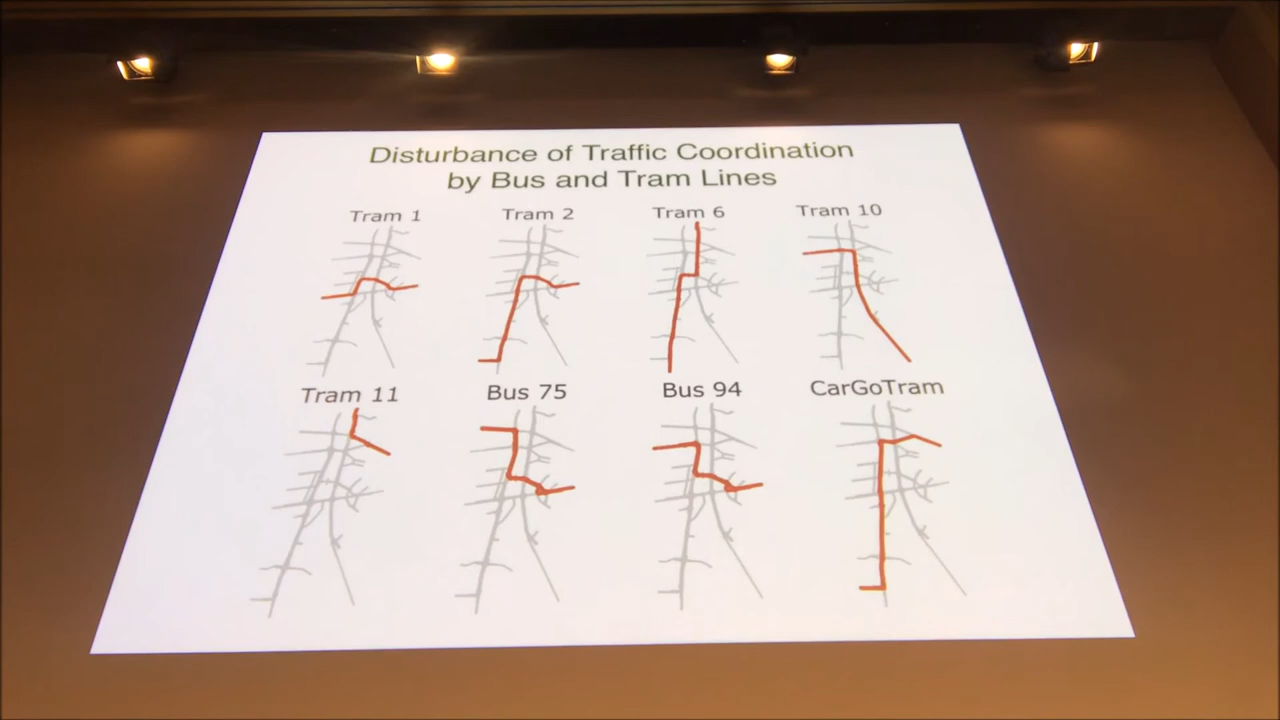 Disturbance of Traffic Coordination
by Bus and Tram Lines
Tram 1
Tram 2
Tram 6
Tram 10
Tram 11
Bus 75
Bus 94
CarGoTram